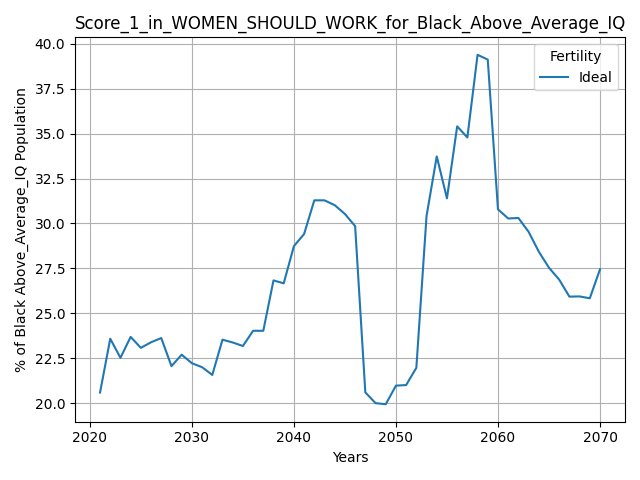 Score_1_in_WOMEN_SHOULD_WORK_for_Black_Above_Average_IQ
Fertility
Ideal
% of Black Above_Average_IQ Population
40.0
37.5
35.0
32.5
30.0
27.5
25.0
22.5
20.0
2020 2030 2040 2050 2060 2070
Years